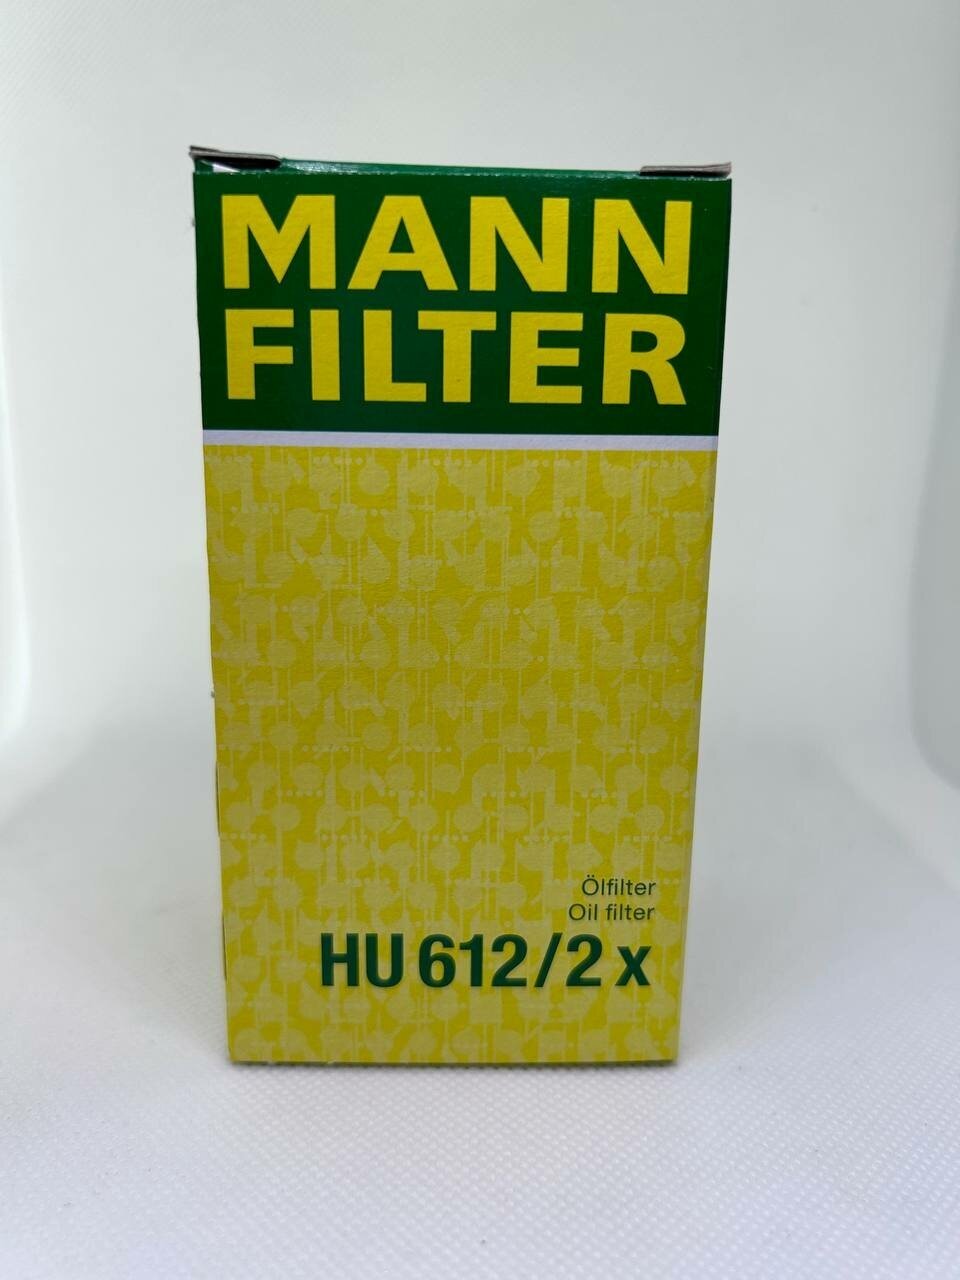 MANN
FILTER
Ölfilter
Oil filter
HU 612/2 x